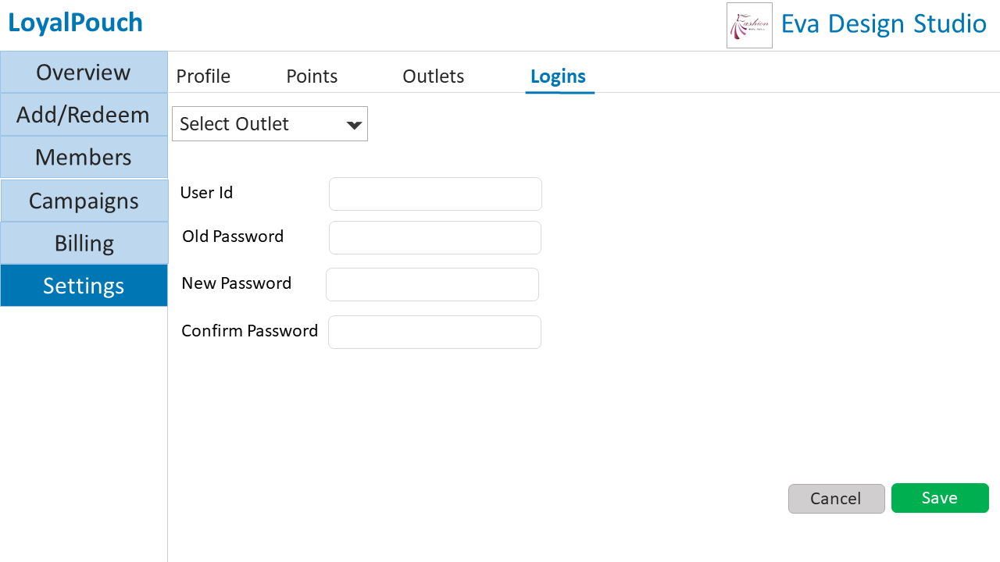 LoyalPouch
Fashion
Eva Design Studio
Overview
Add/Redeem
Members
Campaigns
Billing
Settings
Profile Points Outlets Logins
Select Outlet
User Id
Old Password
New Password
Confirm Password
Cancel Save